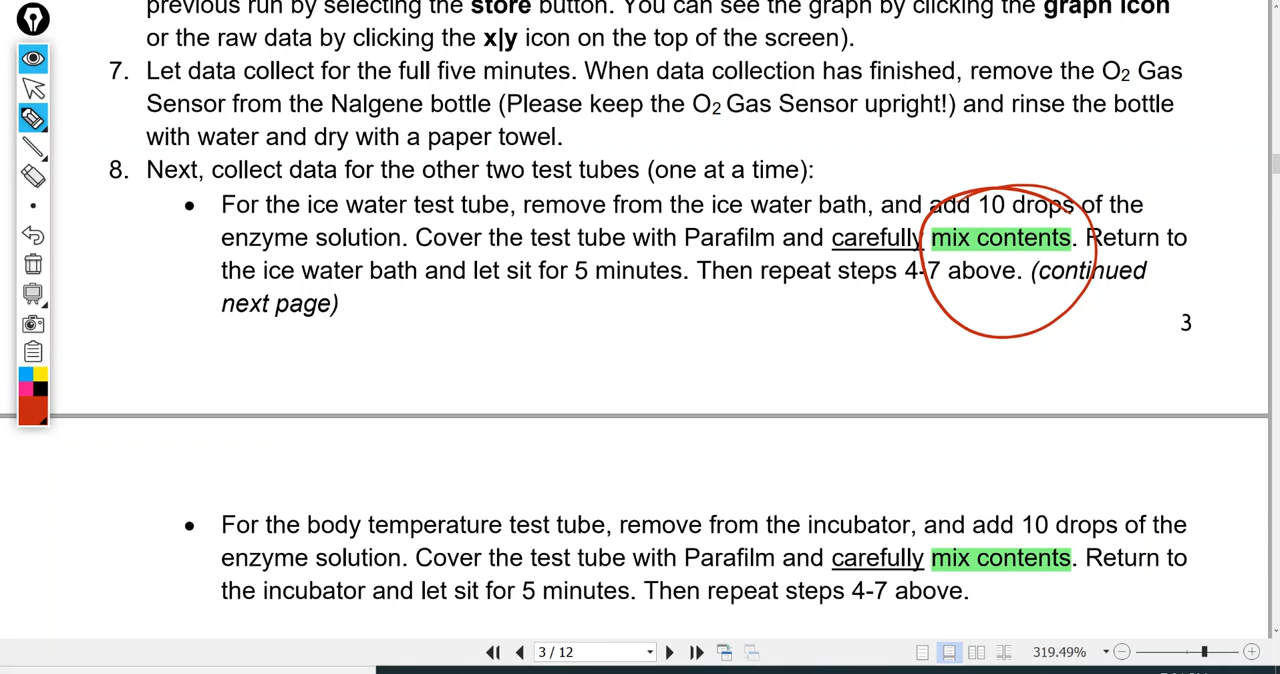 previous run by selecting the store button. You can see the graph by clicking the graph icon
or the raw data by clicking the x|y icon on the top of the screen).
7. Let data collect for the full five minutes. When data collection has finished, remove the O₂ Gas
Sensor from the Nalgene bottle (Please keep the O₂ Gas Sensor upright!) and rinse the bottle
with water and dry with a paper towel.
8. Next, collect data for the other two test tubes (one at a time):
• For the ice water test tube, remove from the ice water bath, and add 10 drops of the
enzyme solution. Cover the test tube with Parafilm and carefully mix contents. Return to
the ice water bath and let sit for 5 minutes. Then repeat steps 4-7 above. (continued
next page)
3
• For the body temperature test tube, remove from the incubator, and add 10 drops of the
enzyme solution. Cover the test tube with Parafilm and carefully mix contents. Return to
the incubator and let sit for 5 minutes. Then repeat steps 4-7 above.
3 / 12
319.49%